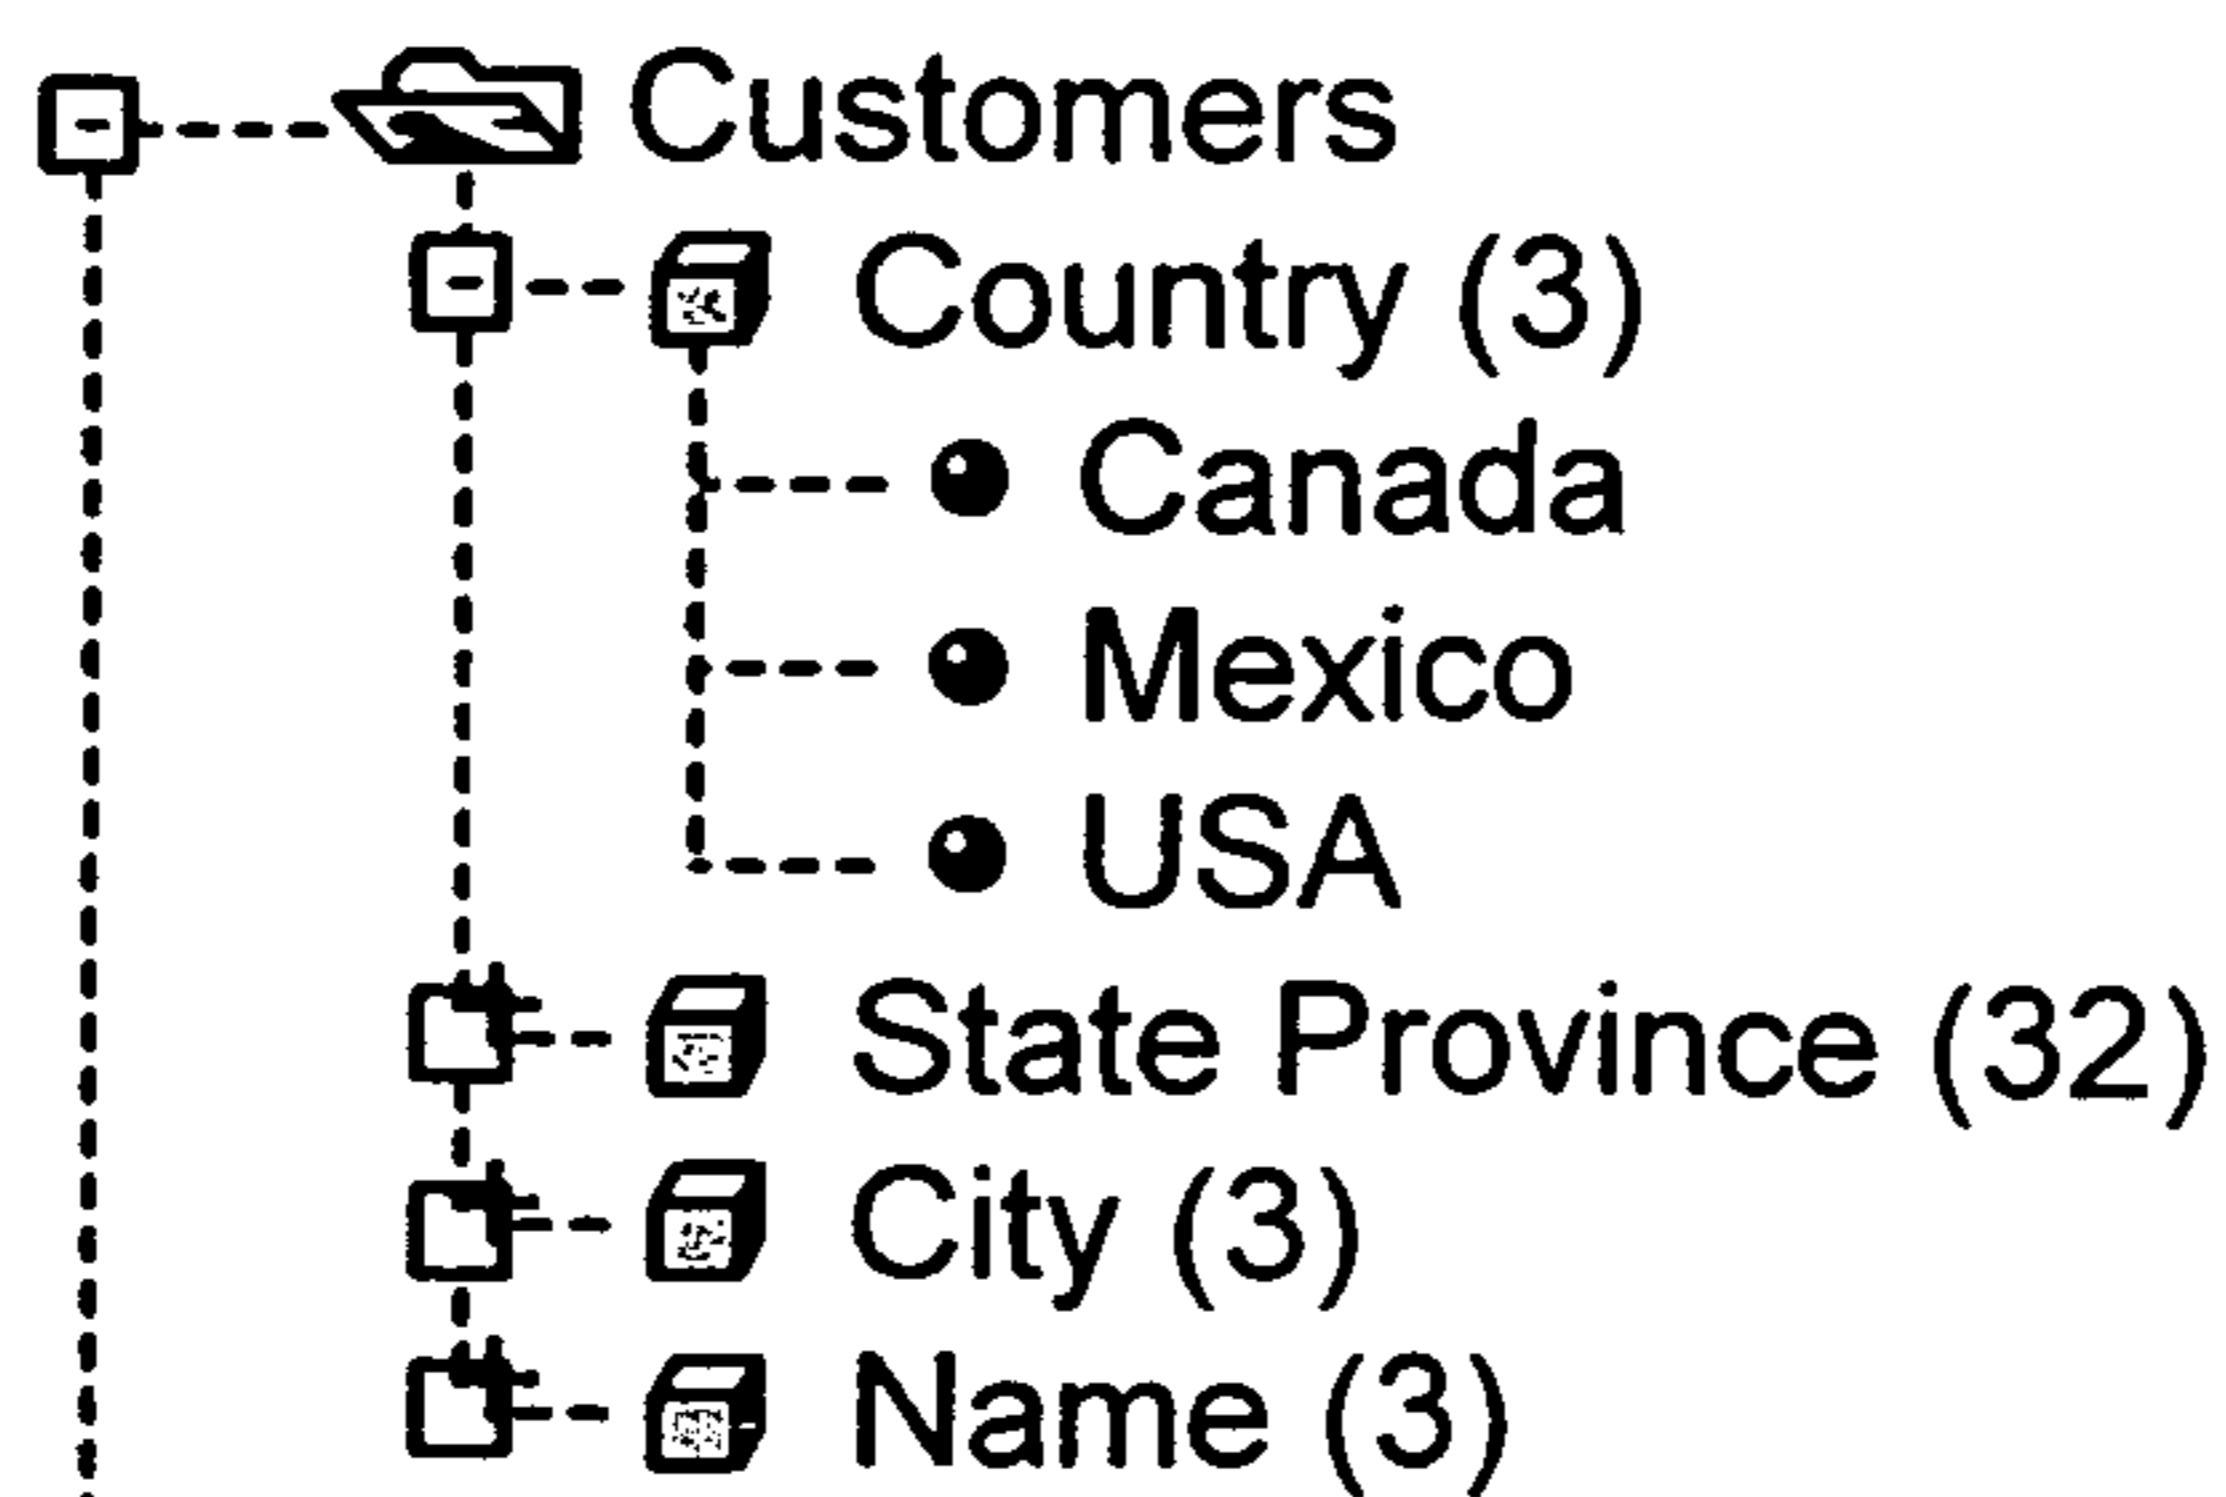 Customers
Country (3)
Canada
Mexico
USA
State Province (32)
City (3)
Name (3)